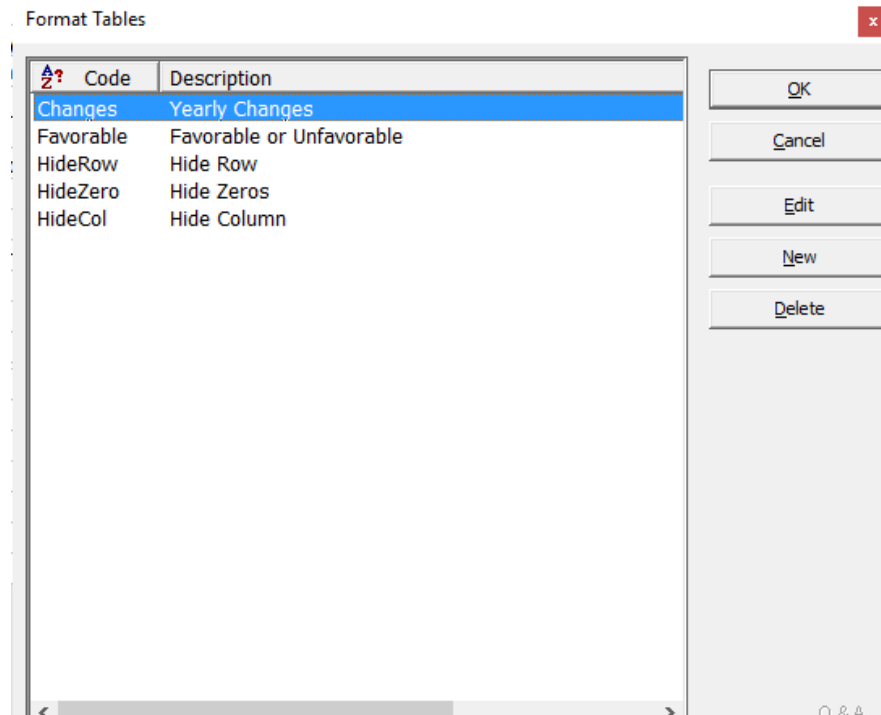 Format Tables
x
Code Description
Changes Yearly Changes
Favorable Favorable or Unfavorable
HideRow Hide Row
HideZero Hide Zeros
HideCol Hide Column
OK
Cancel
Edit
New
Delete
Q & A